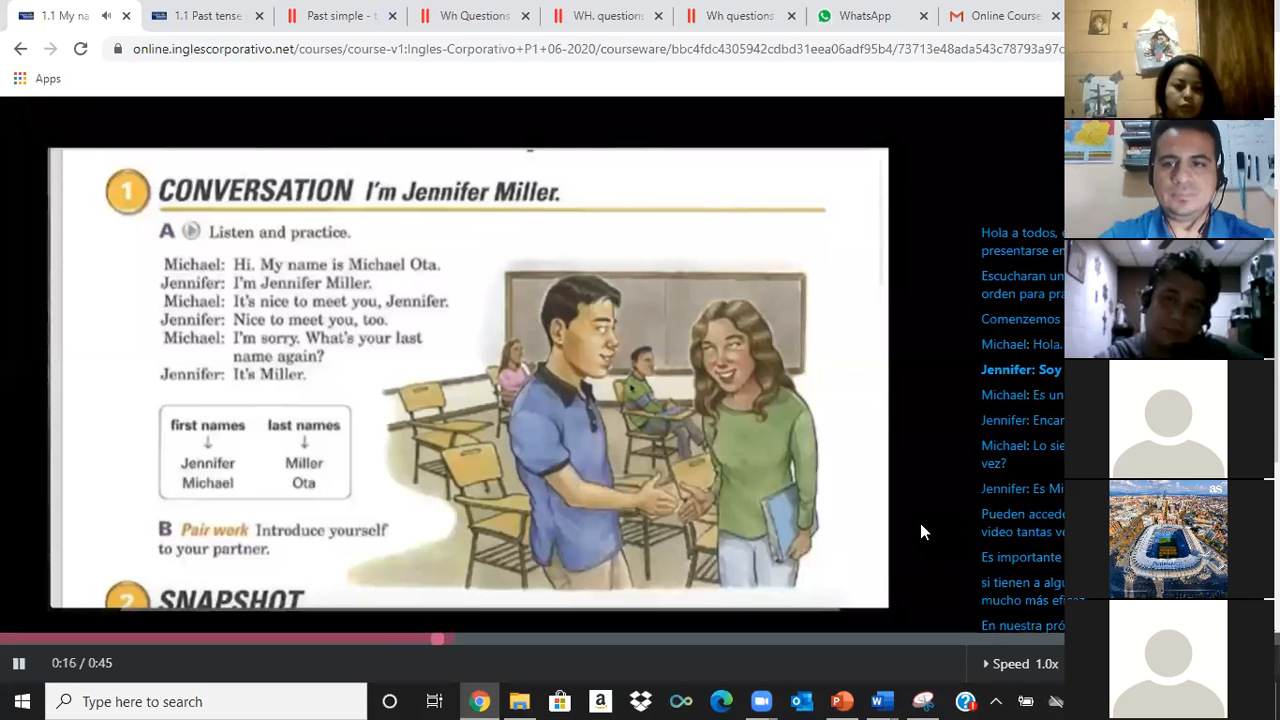 1.1 My na
1.1 Past tense
Past simple - t
Wh Questions
WH. questions
Wh questions
WhatsApp
Gmail Online Course
online.inglescorporativo.net/courses/course-v1:Ingles-Corporativo+P1+06-2020/courseware/bbc4fdc4305942cdbd31eea06adf95b4/73713e48ada543c78793a97c
Apps
1 CONVERSATION I'm Jennifer Miller.
A Listen and practice.
Michael: Hi. My name is Michael Ota.
Jennifer: I'm Jennifer Miller.
Michael: It's nice to meet you, Jennifer.
Jennifer: Nice to meet you, too.
Michael: I'm sorry. What's your last
name again?
Jennifer: It's Miller.
first names last names
Jennifer Miller
Michael Ota
B Pair work Introduce yourself
to your partner.
2 SNAPSHOT
Hola a todos,
presentarse en
Escucharan un
orden para pra
Comenzemos
Michael: Hola.
Jennifer: Soy
Michael: Es un
Jennifer: Encar
Michael: Lo sie
vez?
Jennifer: Es Mi
Pueden accede
video tantas ve
Es importante
si tienen a algu
mucho más eficaz
En nuestra pró
as
0:16 / 0:45
Speed 1.0x
Type here to search